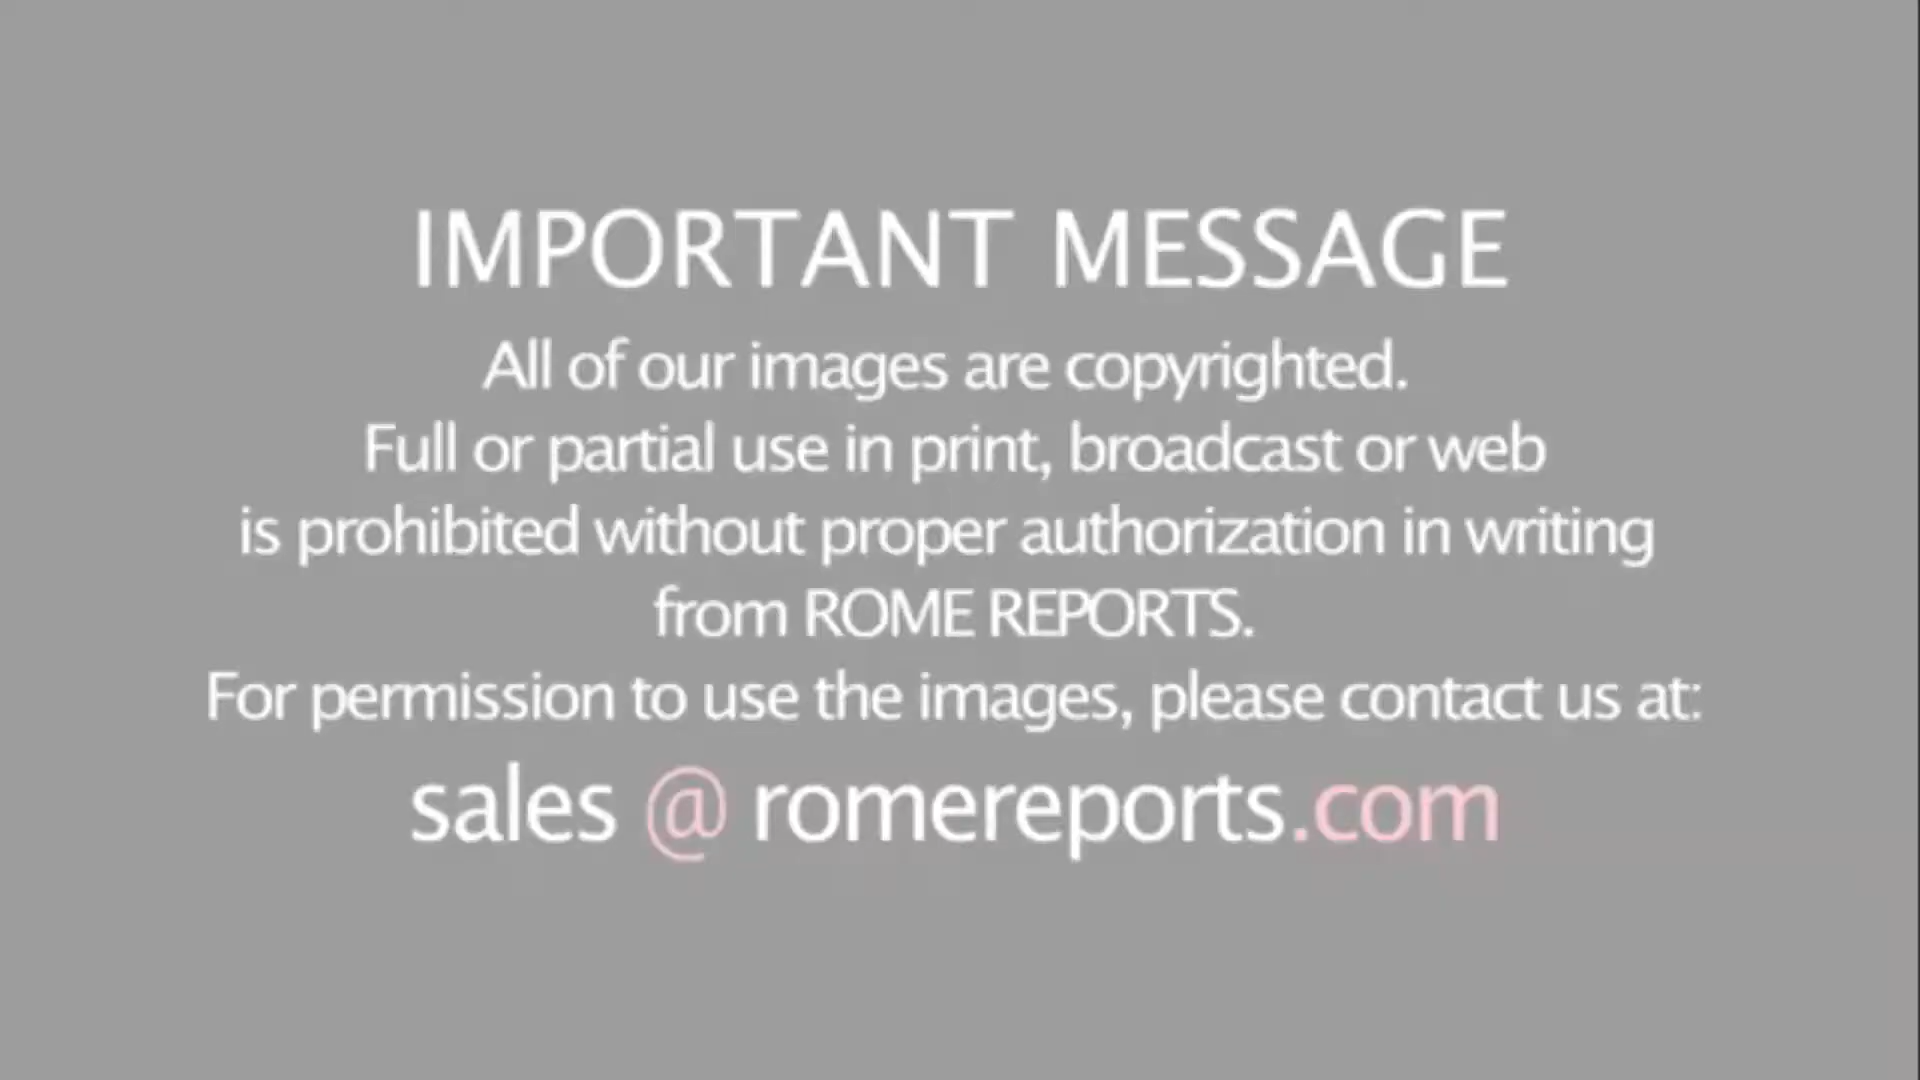 IMPORTANT MESSAGE
All of our images are copyrighted.
Full or partial use in print, broadcast or web
is prohibited without proper authorization in writing
from ROME REPORTS.
For permission to use the images, please contact us at:
sales @ romereports.com